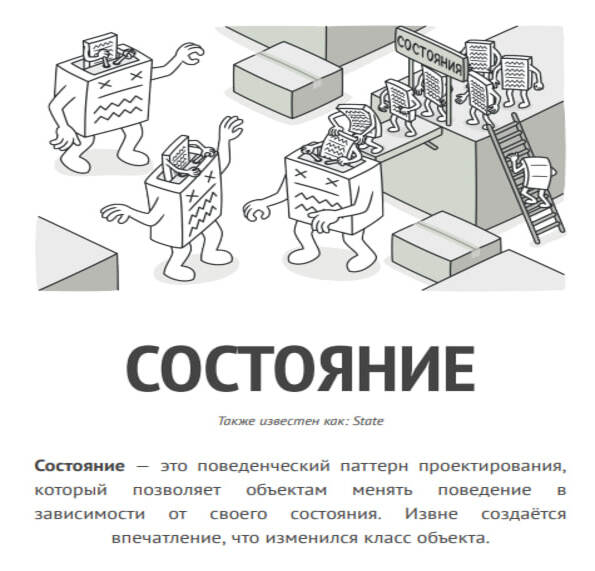 СОСТОЯНИЯ
СОСТОЯНИЕ
Также известен как: State
Состояние — это поведенческий паттерн проектирования,
который позволяет объектам менять поведение в
зависимости от своего состояния. Извне создаётся
впечатление, что изменился класс объекта.